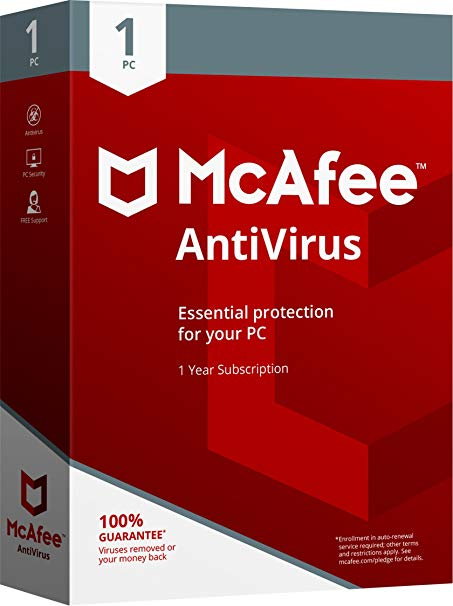 1
PC
Antivirus
PC Security
FREE Support
McAfee
AntiVirus
1
PC
McAfee™
AntiVirus
Essential protection
for your PC
1 Year Subscription
100%
GUARANTEE*
Viruses removed or
your money back
*Enrollment in auto-renewal
service required; other terms
and restrictions apply. See
mcafee.com/pledge for details.